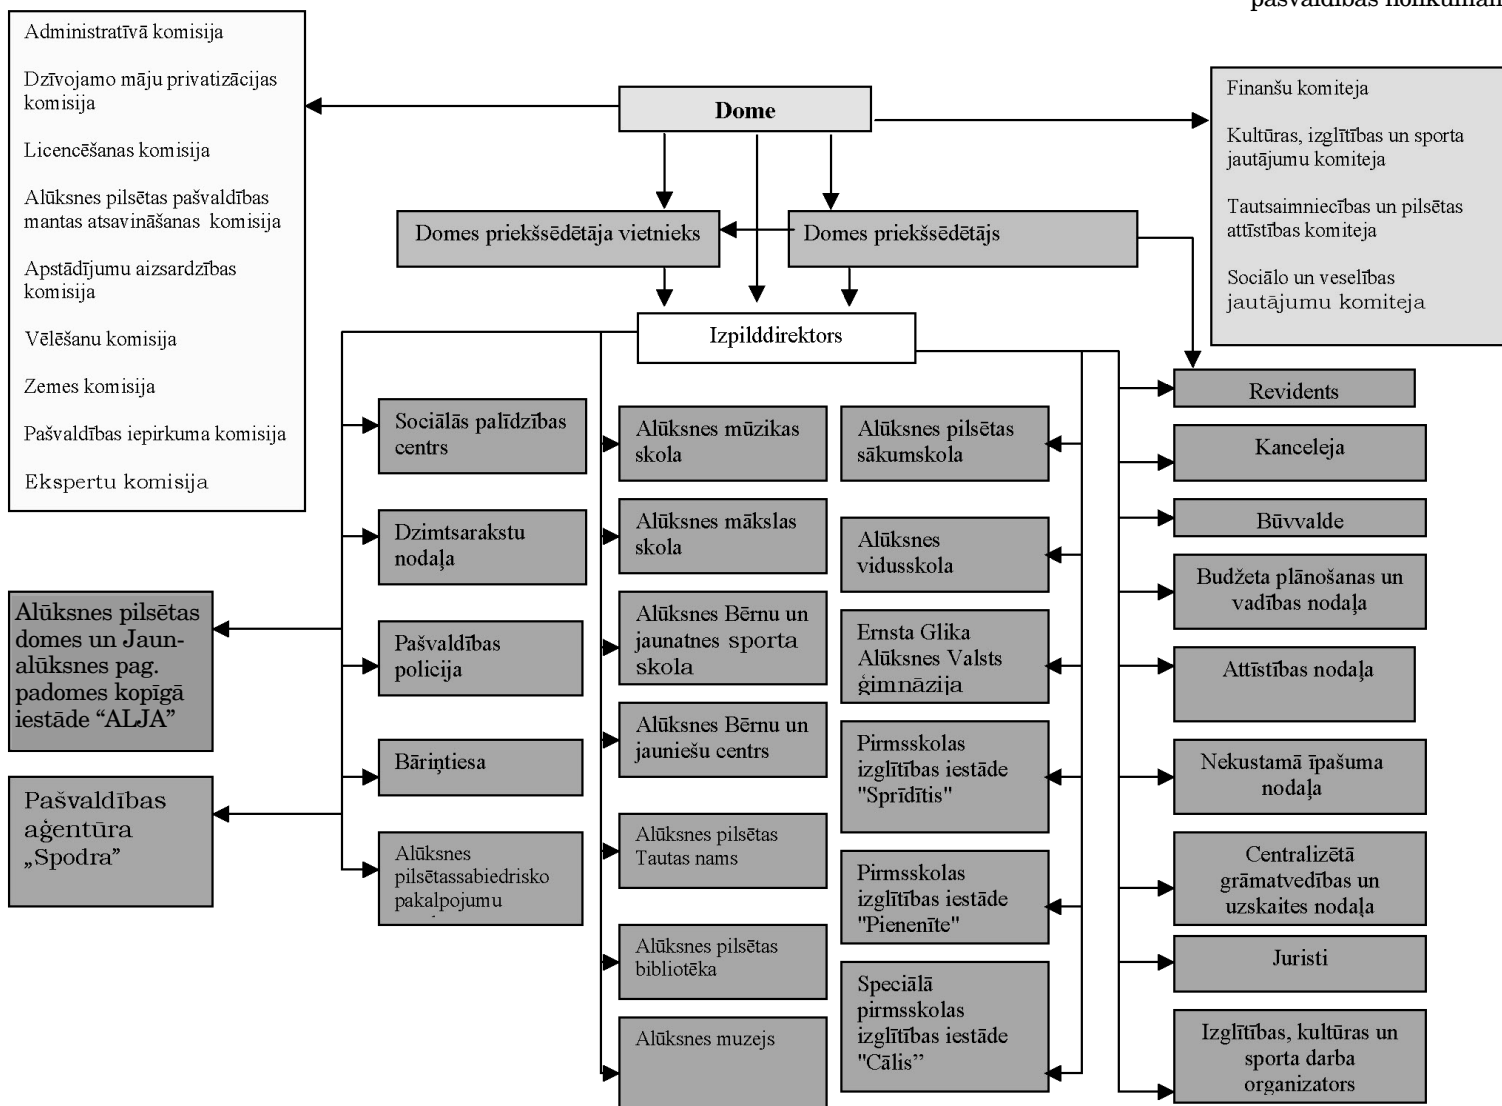 pašvaldības nolikumam
Administratīvā komisija
Dzīvojamo māju privatizācijas
komisija
Licencēšanas komisija
Alūksnes pilsētas pašvaldības
mantas atsavināšanas komisija
Apstādījumu aizsardzības
komisija
Vēlēšanu komisija
Zemes komisija
Pašvaldības iepirkuma komisija
Ekspertu komisija
Dome
Finanšu komiteja
Kultūras, izglītības un sporta
jautājumu komiteja
Tautsaimniecības un pilsētas
attīstības komiteja
Sociālo un veselības
jautājumu komiteja
Domes priekšsēdētāja vietnieks
Domes priekšsēdētājs
Izpilddirektors
Alūksnes pilsētas
domes un Jaun-
alūksnes pag.
padomes kopīgā
iestāde “ALJA”
Pašvaldības
aģentūra
„Spodra”
Sociālās palīdzības
centrs
Dzimtsarakstu
nodaļa
Pašvaldības
policija
Bāriņtiesa
Alūksnes
pilsētassabiedrisko
pakalpojumu
Alūksnes mūzikas
skola
Alūksnes mākslas
skola
Alūksnes Bērnu un
jaunatnes sporta
skola
Alūksnes Bērnu un
jauniešu centrs
Alūksnes pilsētas
Tautas nams
Alūksnes pilsētas
bibliotēka
Alūksnes muzejs
Alūksnes pilsētas
sākumskola
Alūksnes
vidusskola
Ernsta Glika
Alūksnes Valsts
ģimnāzija
Pirmsskolas
izglītības iestāde
"Sprīdītis"
Pirmsskolas
izglītības iestāde
"Pienenīte"
Speciālā
pirmsskolas
izglītības iestāde
"Cālis”
Revidents
Kanceleja
Būvvalde
Budžeta plānošanas un
vadības nodaļa
Attīstības nodaļa
Nekustamā īpašuma
nodaļa
Centralizētā
grāmatvedības un
uzskaites nodaļa
Juristi
Izglītības, kultūras un
sporta darba
organizators